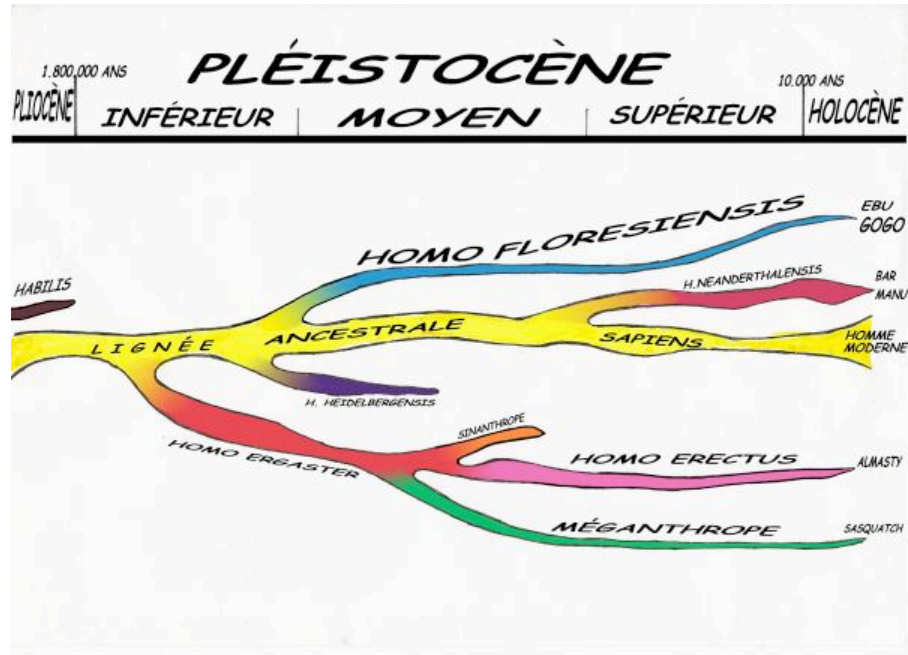 PLÉISTOCÈNE
1.800.000 ANS
10.000 ANS
PLIOCÈNE
INFÉRIEUR
MOYEN
SUPÉRIEUR
HOLOCÈNE
HOMO FLORESIENSIS
EBU
GOGO
HABILIS
H.NEANDERTHALENSIS
BAR
MANU
LIGNÉE
ANCESTRALE
SAPIENS
HOMME
MODERNE
H. HEIDELBERGENSIS
HOMO ERGASTER
SINANTHROPE
HOMO ERECTUS
ALMASTY
MÉGANTHROPE
SASQUATCH